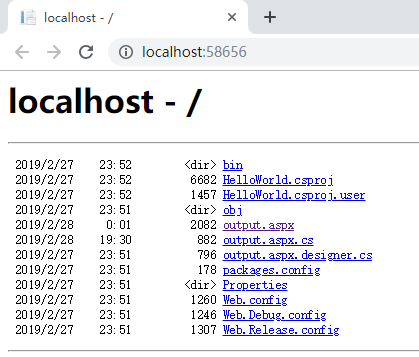 localhost - /
localhost:58656
localhost - /
2019/2/27 23:52 <dir> bin
2019/2/27 23:52 6682 HelloWorld.csproj
2019/2/27 23:52 1457 HelloWorld.csproj.user
2019/2/27 23:51 <dir> obj
2019/2/28 0:01 2082 output.aspx
2019/2/28 19:30 882 output.aspx.cs
2019/2/27 23:51 796 output.aspx.designer.cs
2019/2/27 23:51 178 packages.config
2019/2/27 23:51 <dir> Properties
2019/2/27 23:51 1260 Web.config
2019/2/27 23:51 1246 Web.Debug.config
2019/2/27 23:51 1307 Web.Release.config